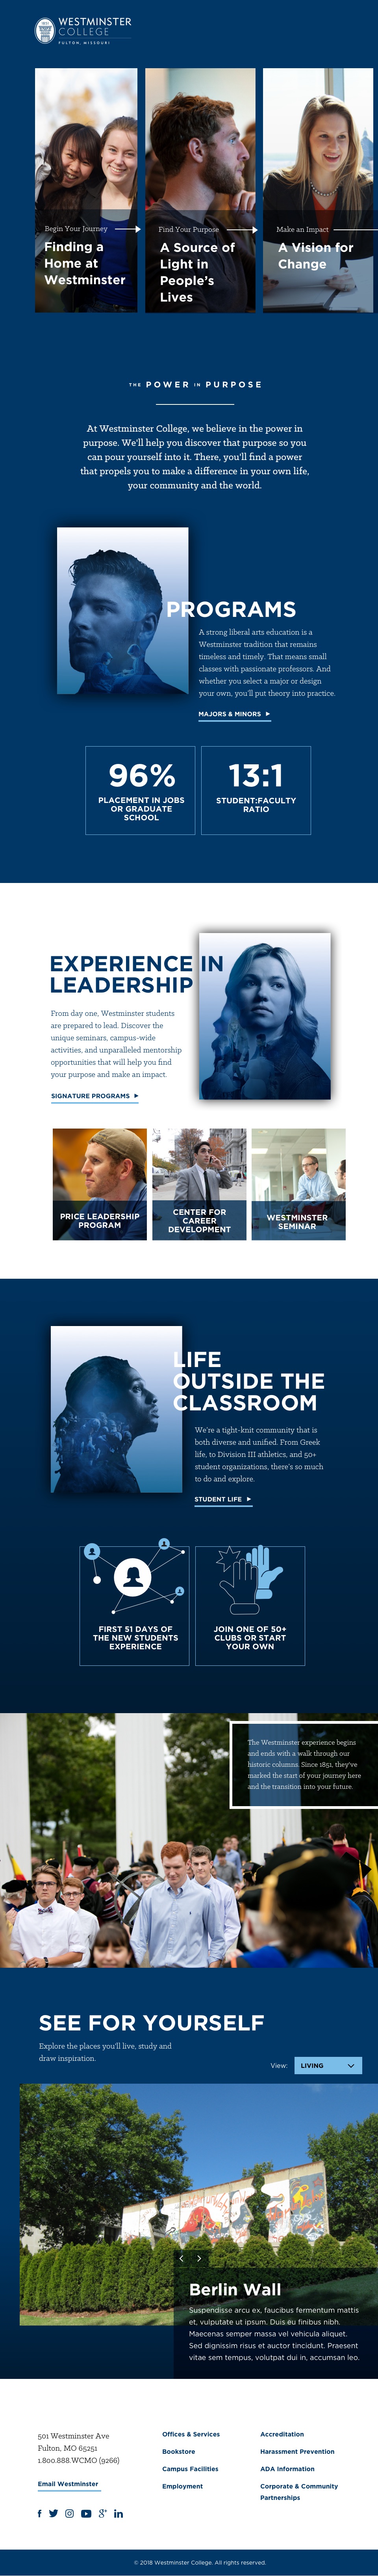 WESTMINSTER
COLLEGE
FULTON, MISSOURI
Begin Your Journey
Finding a
Home at
Westminster
Find Your Purpose
A Source of
Light in
People's
Lives
Make an Impact
A Vision for
Change
THE POWER IN PURPOSE
At Westminster College, we believe in the power in
purpose. We'll help you discover that purpose so you
can pour yourself into it. There, you'll find a power
that propels you to make a difference in your own life,
your community and the world.
PROGRAMS
A strong liberal arts education is a
Westminster tradition that remains
timeless and timely. That means small
classes with passionate professors. And
whether you select a major or design
your own, you'll put theory into practice.
MAJORS & MINORS
96%
PLACEMENT IN JOBS
OR GRADUATE
SCHOOL
13:1
STUDENT:FACULTY
RATIO
EXPERIENCE IN
LEADERSHIP
From day one, Westminster students
are prepared to lead. Discover the
unique seminars, campus-wide
activities, and unparalleled mentorship
opportunities that will help you find
your purpose and make an impact.
SIGNATURE PROGRAMS
PRICE LEADERSHIP
PROGRAM
CENTER FOR
CAREER
DEVELOPMENT
WESTMINSTER
SEMINAR
LIFE
OUTSIDE THE
CLASSROOM
We're a tight-knit community that is
both diverse and unified. From Greek
life, to Division III athletics, and 50+
student organizations, there's so much
to do and explore.
STUDENT LIFE
FIRST 51 DAYS OF
THE NEW STUDENTS
EXPERIENCE
JOIN ONE OF 50+
CLUBS OR START
YOUR OWN
The Westminster experience begins
and ends with a walk through our
historic columns. Since 1851, they've
marked the start of your journey here
and the transition into your future.
SEE FOR YOURSELF
Explore the places you'll live, study and
draw inspiration.
View: LIVING
Berlin Wall
Suspendisse arcu ex, faucibus fermentum mattis
et, vulputate ut ipsum. Duis eu finibus nibh.
Maecenas semper massa vel vehicula aliquet.
Sed dignissim risus et auctor tincidunt. Praesent
vitae sem tempus, volutpat dui in, accumsan leo.
501 Westminster Ave
Fulton, MO 65251
1.800.888.WCMO (9266)
Email Westminster
Offices & Services
Bookstore
Campus Facilities
Employment
Accreditation
Harassment Prevention
ADA Information
Corporate & Community
Partnerships
© 2018 Westminster College. All rights reserved.